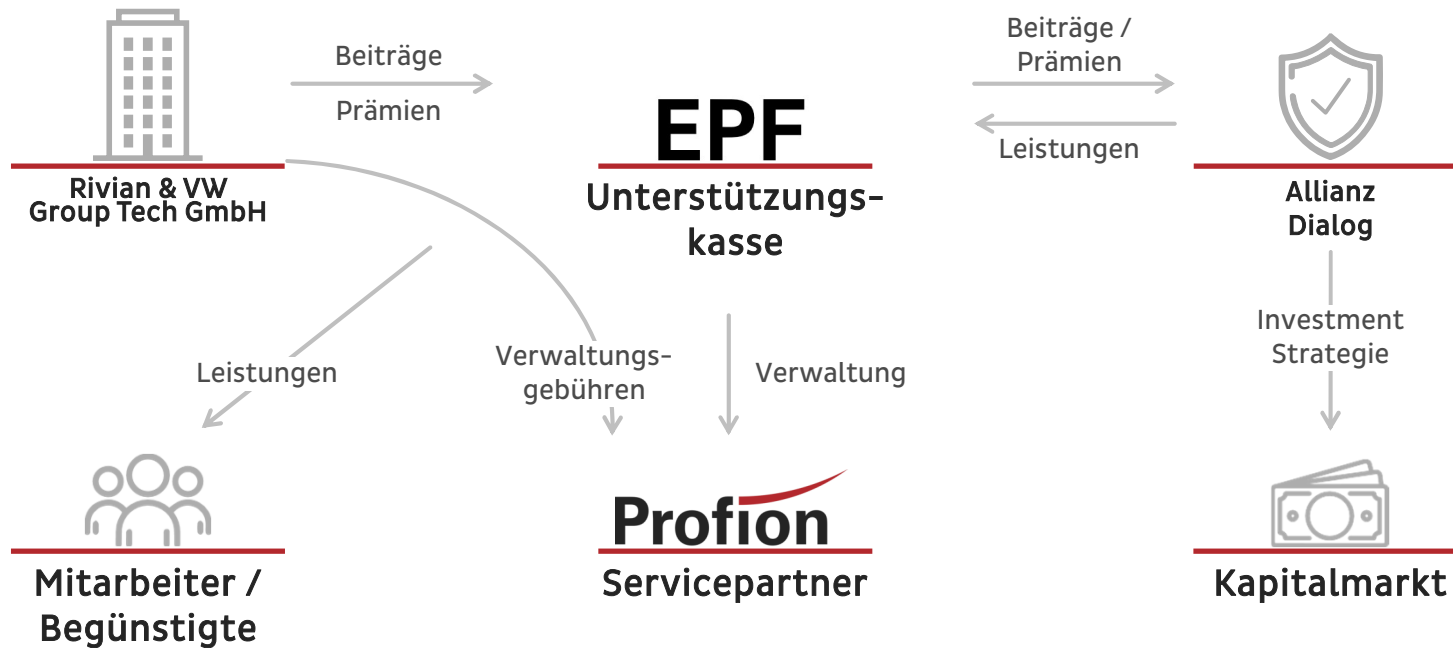 Beiträge
Prämien
Beiträge /
Prämien
Leistungen
EPF
Unterstützungs-
kasse
Rivian & VW
Group Tech GmbH
Allianz
Dialog
Leistungen
Verwaltungs-
gebühren
Verwaltung
Investment
Strategie
Mitarbeiter /
Begünstigte
Profion
Servicepartner
Kapitalmarkt